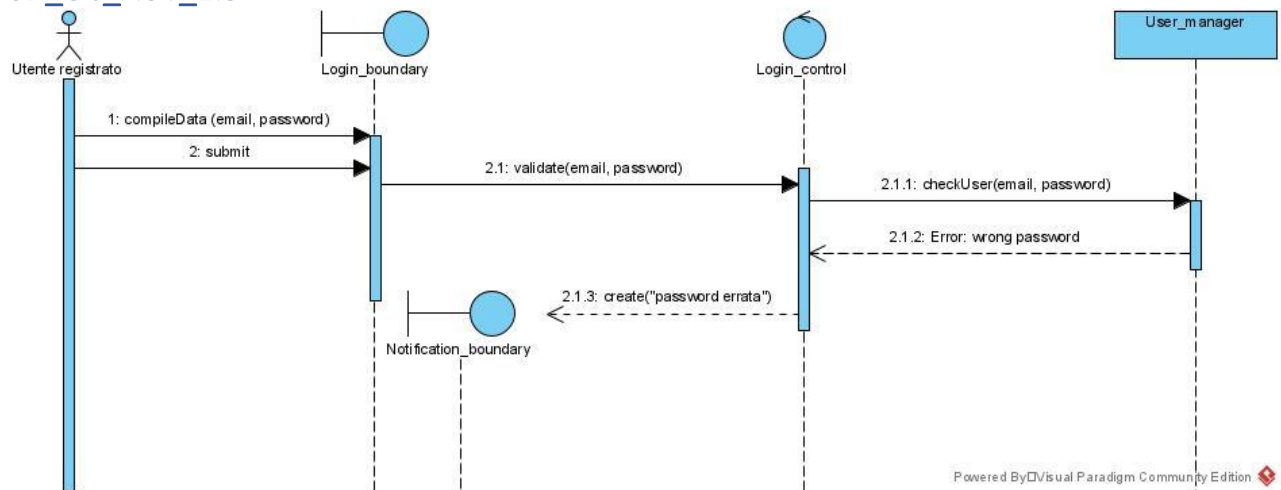 User_manager
Utente registrato
Login_boundary
Login_control
1: compileData (email, password)
2: submit
2.1: validate(email, password)
2.1.1: checkUser(email, password)
2.1.2: Error: wrong password
2.1.3: create("password errata")
Notification_boundary
Powered By□Visual Paradigm Community Edition